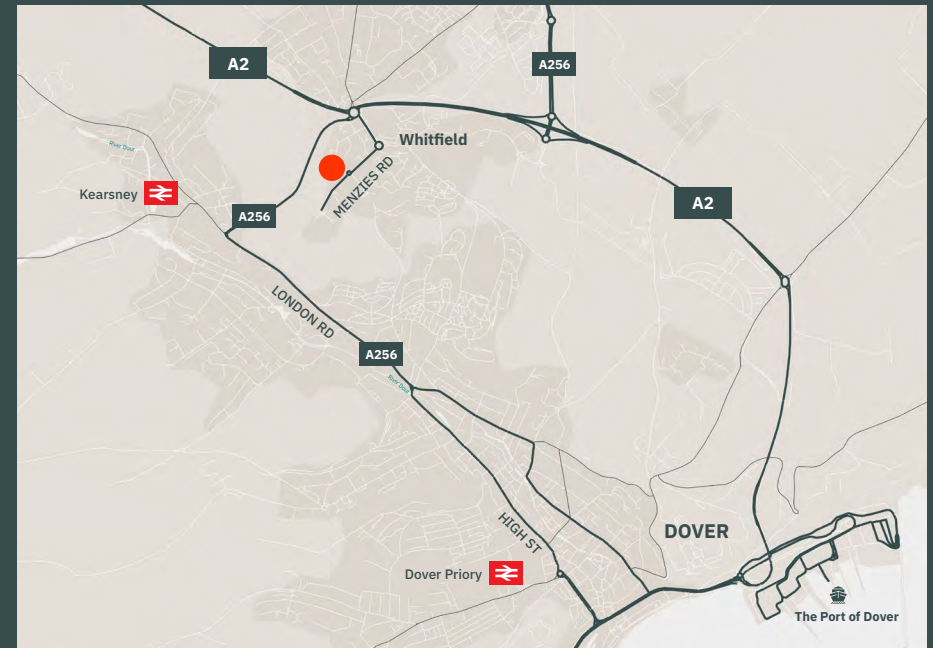 A2
A256
River Dour
Whitfield
MENZIES RD
Kearsney
A256
A2
LONDON RD
A256
River Dour
HIGH ST
DOVER
Dover Priory
The Port of Dover